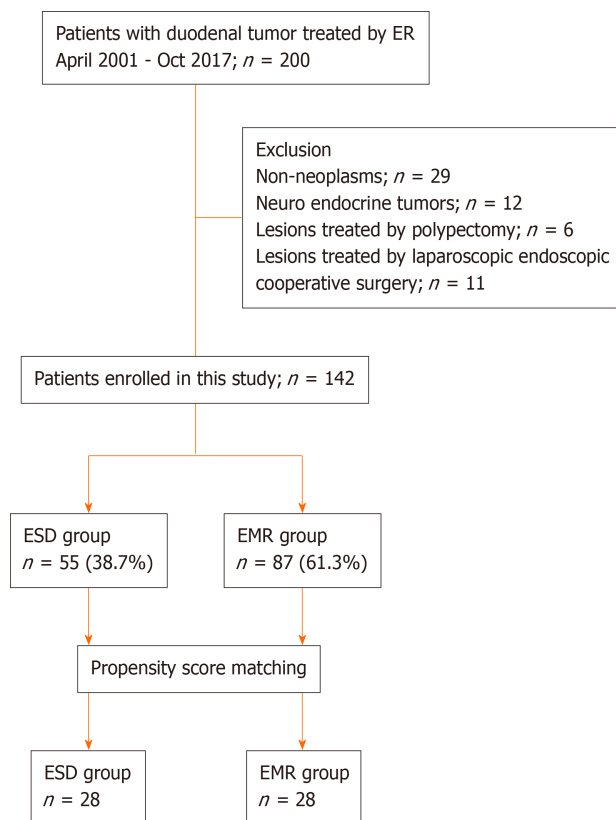 Patients with duodenal tumor treated by ER
April 2001 - Oct 2017; n = 200
Exclusion
Non-neoplasms; n = 29
Neuro endocrine tumors; n = 12
Lesions treated by polypectomy; n = 6
Lesions treated by laparoscopic endoscopic
cooperative surgery; n = 11
Patients enrolled in this study; n = 142
ESD group
n = 55 (38.7%)
EMR group
n = 87 (61.3%)
Propensity score matching
ESD group
n = 28
EMR group
n = 28